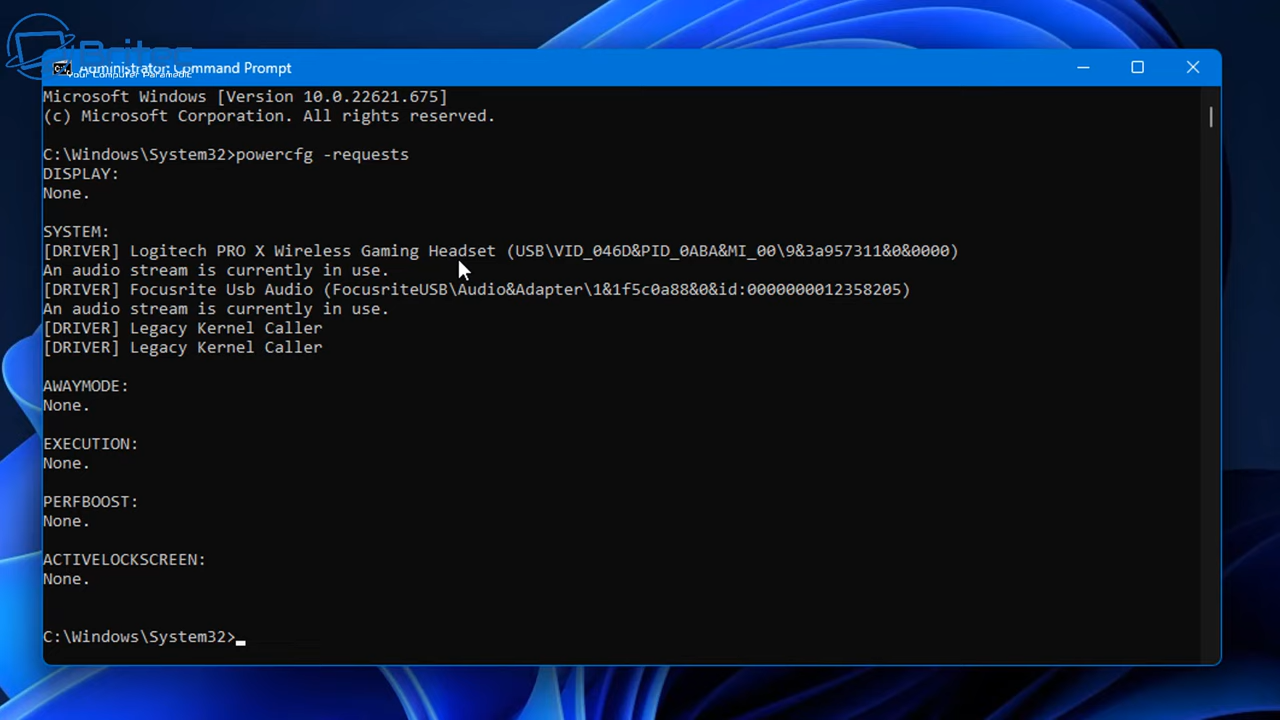 Your Computer Paramedic
Administrator: Command Prompt
Microsoft Windows [Version 10.0.22621.675]
(c) Microsoft Corporation. All rights reserved.
C:\Windows\System32>powercfg -requests
DISPLAY:
None.
SYSTEM:
[DRIVER] Logitech PRO X Wireless Gaming Headset (USB\VID_046D&PID_0ABA&MI_00\9&3a957311&0&0000)
An audio stream is currently in use.
[DRIVER] Focusrite Usb Audio (FocusriteUSB\Audio&Adapter\1&1f5c0a88&0&id:0000000012358205)
An audio stream is currently in use.
[DRIVER] Legacy Kernel Caller
[DRIVER] Legacy Kernel Caller
AWAYMODE:
None.
EXECUTION:
None.
PERFBOOST:
None.
ACTIVELOCKSCREEN:
None.
C:\Windows\System32>